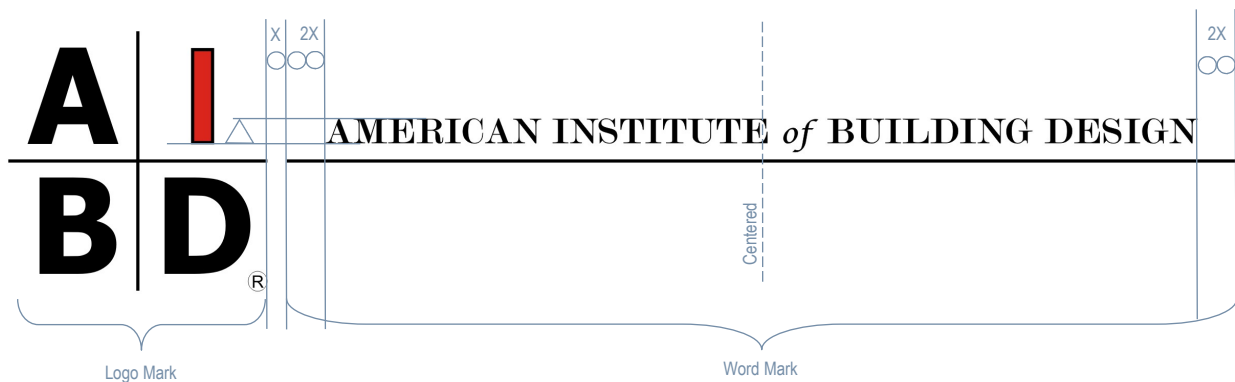 X 2X 2X
A I
AMERICAN INSTITUTE of BUILDING DESIGN
B D ®
Centered
Logo Mark
Word Mark